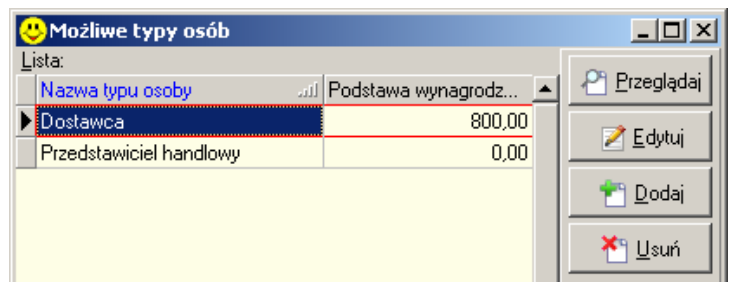 Możliwe typy osób
Lista:
Nazwa typu osoby Podstawa wynagrodz...
Dostawca 800,00
Przedstawiciel handlowy 0,00
Przeglądaj
Edytuj
Dodaj
Usuń